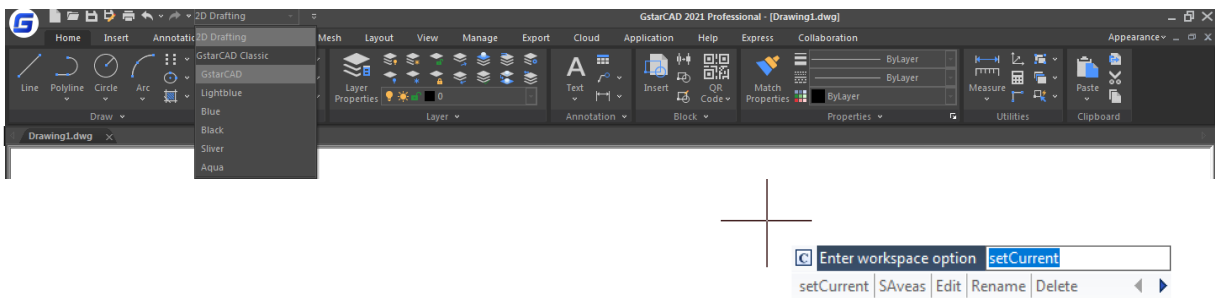 2D Drafting
GstarCAD 2021 Professional - [Drawing1.dwg]
Home Insert Annotatic Mesh Layout View Manage Export Cloud Application Help Express Collaboration Appearance
2D Drafting
GstarCAD Classic
GstarCAD
Lightblue
Blue
Black
Sliver
Aqua
Line Polyline Circle Arc
Draw
Layer
Properties
0
Layer
Text
Annotation
Insert
QR
Code
Block
Match
Properties
ByLayer
ByLayer
ByLayer
Properties
Measure
Utilities
Paste
Clipboard
Drawing1.dwg
C Enter workspace option setCurrent
setCurrent SAveas Edit Rename Delete